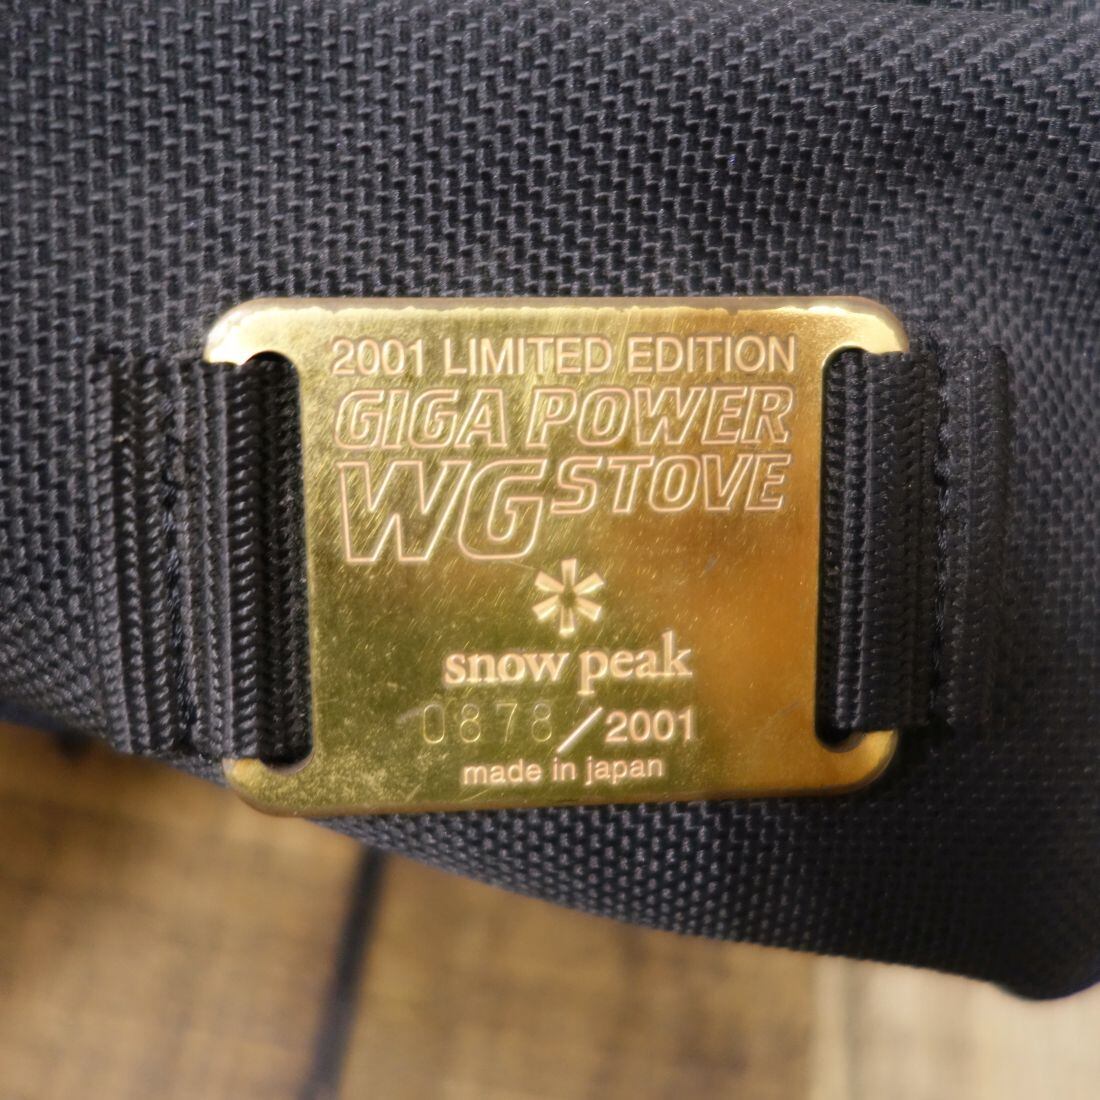 2001 LIMITED EDITION
GIGA POWER
WG STOVE
snow peak
0878/2001
made in japan